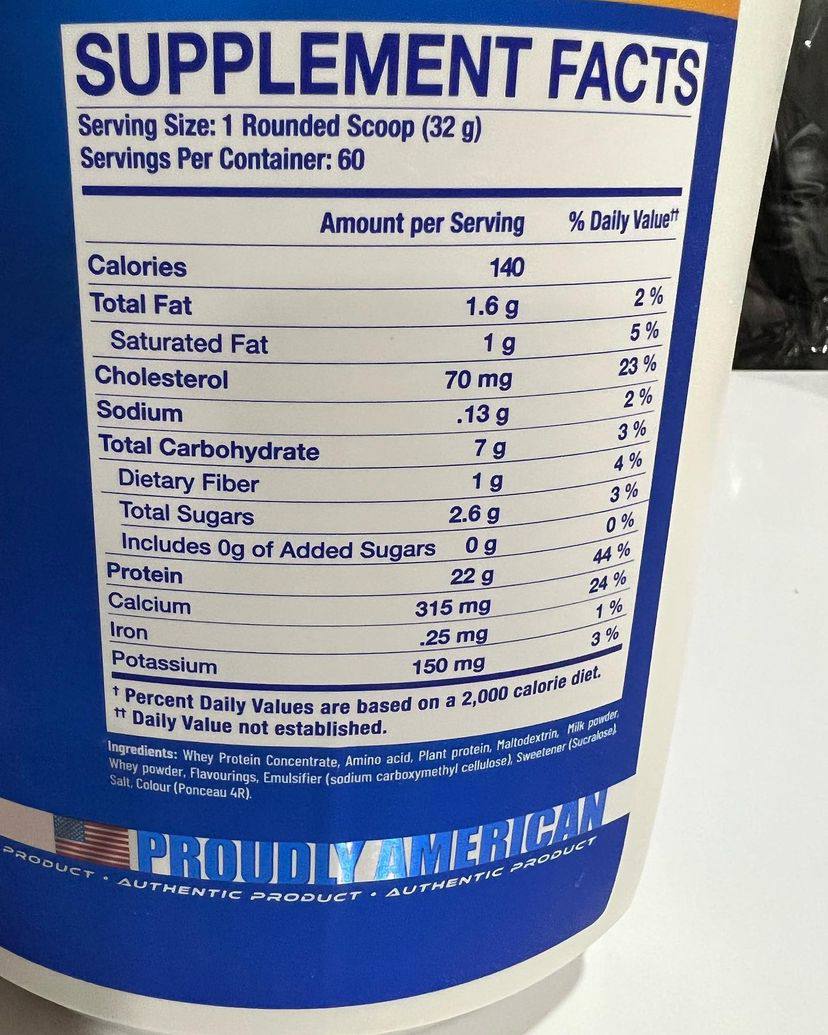 SUPPLEMENT FACTS
Serving Size: 1 Rounded Scoop (32 g)
Servings Per Container: 60
Amount per Serving % Daily Value††
Calories 140
Total Fat 1.6 g 2 %
Saturated Fat 1 g 5 %
Cholesterol 70 mg 23 %
Sodium .13 g 2 %
Total Carbohydrate 7 g 3 %
Dietary Fiber 1 g 4 %
Total Sugars 2.6 g 3 %
Includes 0g of Added Sugars 0 g 0 %
Protein 22 g 44 %
Calcium 315 mg 24 %
Iron .25 mg 1 %
Potassium 150 mg 3 %
† Percent Daily Values are based on a 2,000 calorie diet.
†† Daily Value not established.
Ingredients: Whey Protein Concentrate, Amino acid, Plant protein, Maltodextrin, Milk powder,
Whey powder, Flavourings, Emulsifier (sodium carboxymethyl cellulose), Sweetener (Sucralose),
Salt, Colour (Ponceau 4R).
PROUDLY AMERICAN
PRODUCT • AUTHENTIC PRODUCT • AUTHENTIC PRODUCT